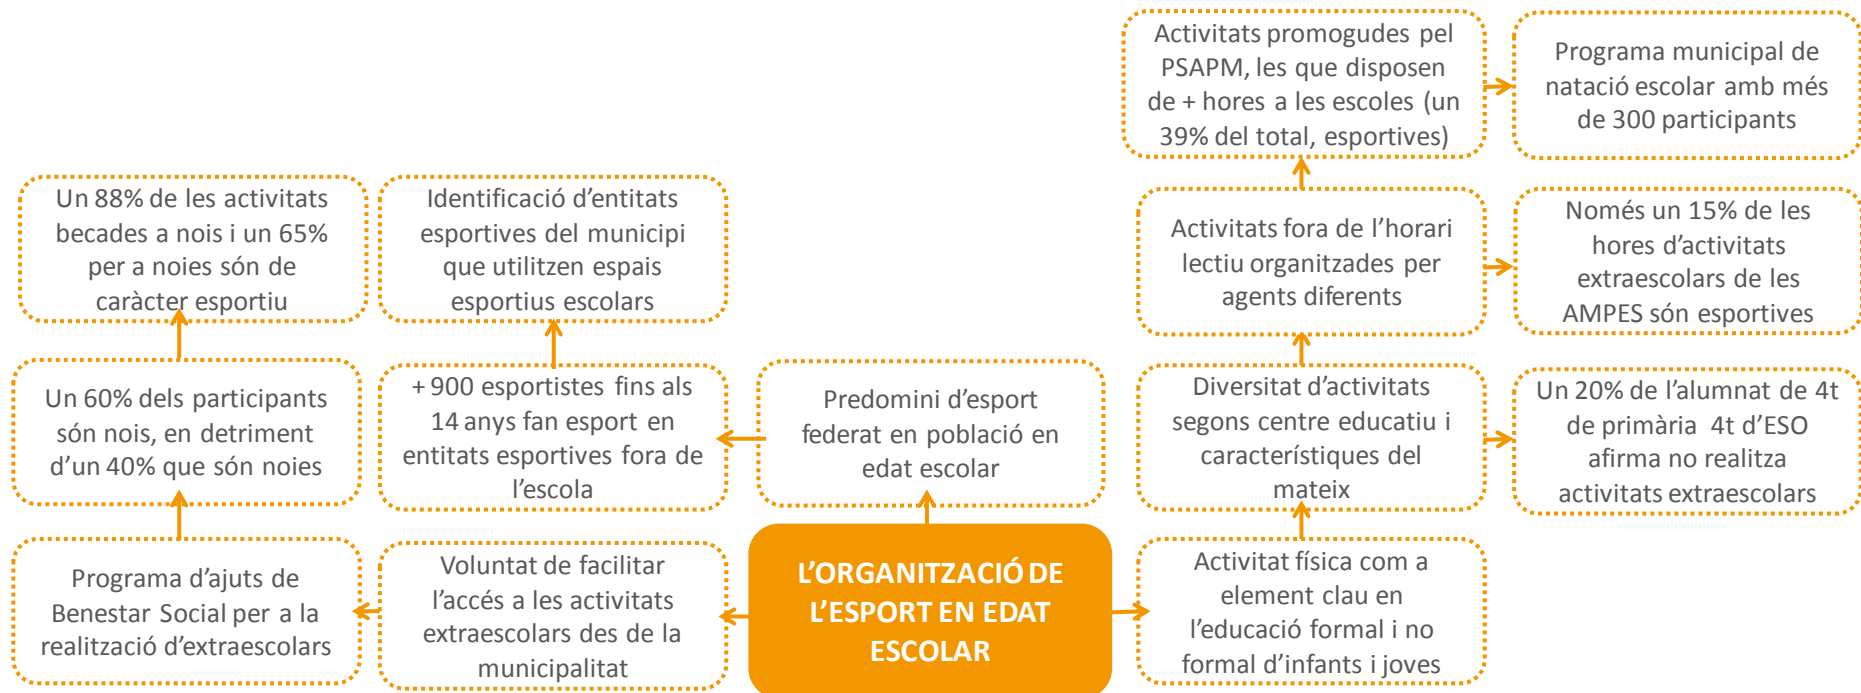 Activitats promogudes pel
PSAPM, les que disposen
de + hores a les escoles (un
39% del total, esportives)
Programa municipal de
natació escolar amb més
de 300 participants
Un 88% de les activitats
becades a nois i un 65%
per a noies són de
caràcter esportiu
Identificació d’entitats
esportives del municipi
que utilitzen espais
esportius escolars
Activitats fora de l’horari
lectiu organitzades per
agents diferents
Només un 15% de les
hores d’activitats
extraescolars de les
AMPES són esportives
Un 60% dels participants
són nois, en detriment
d’un 40% que són noies
+ 900 esportistes fins als
14 anys fan esport en
entitats esportives fora de
l’escola
Predomini d’esport
federat en població en
edat escolar
Diversitat d’activitats
segons centre educatiu i
característiques del
mateix
Un 20% de l’alumnat de 4t
de primària 4t d’ESO
afirma no realitza
activitats extraescolars
Programa d’ajuts de
Benestar Social per a la
realització d’extraescolars
Voluntat de facilitar
l’accés a les activitats
extraescolars des de la
municipalitat
L’ORGANITZACIÓ DE
L’ESPORT EN EDAT
ESCOLAR
Activitat física com a
element clau en
l’educació formal i no
formal d’infants i joves